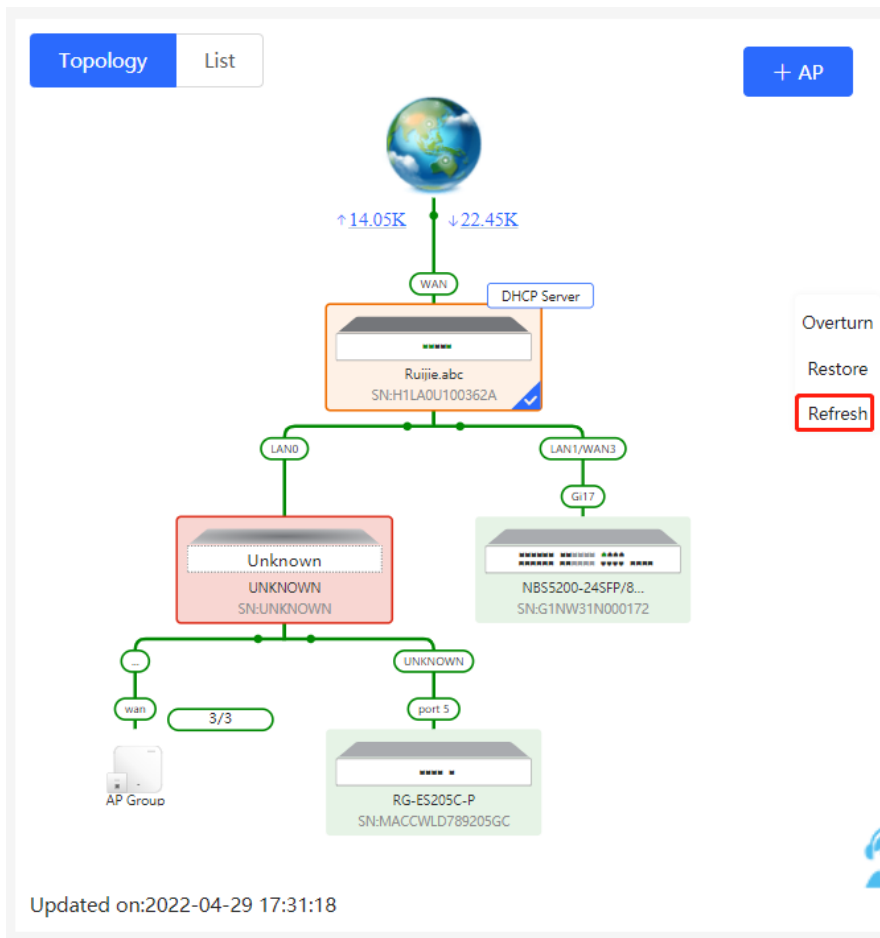 Topology
List
+ AP
↑14.05K
↓22.45K
WAN
DHCP Server
Overturn
Ruijie.abc
Restore
SN:H1LA0U100362A
Refresh
LAN0
LAN1/WAN3
Gi17
Unknown
UNKNOWN
NBS5200-24SFP/8...
SN:UNKNOWN
SN:G1NW31N000172
...
UNKNOWN
wan
3/3
port 5
AP Group
RG-ES205C-P
SN:MACCWLD789205GC
Updated on:2022-04-29 17:31:18